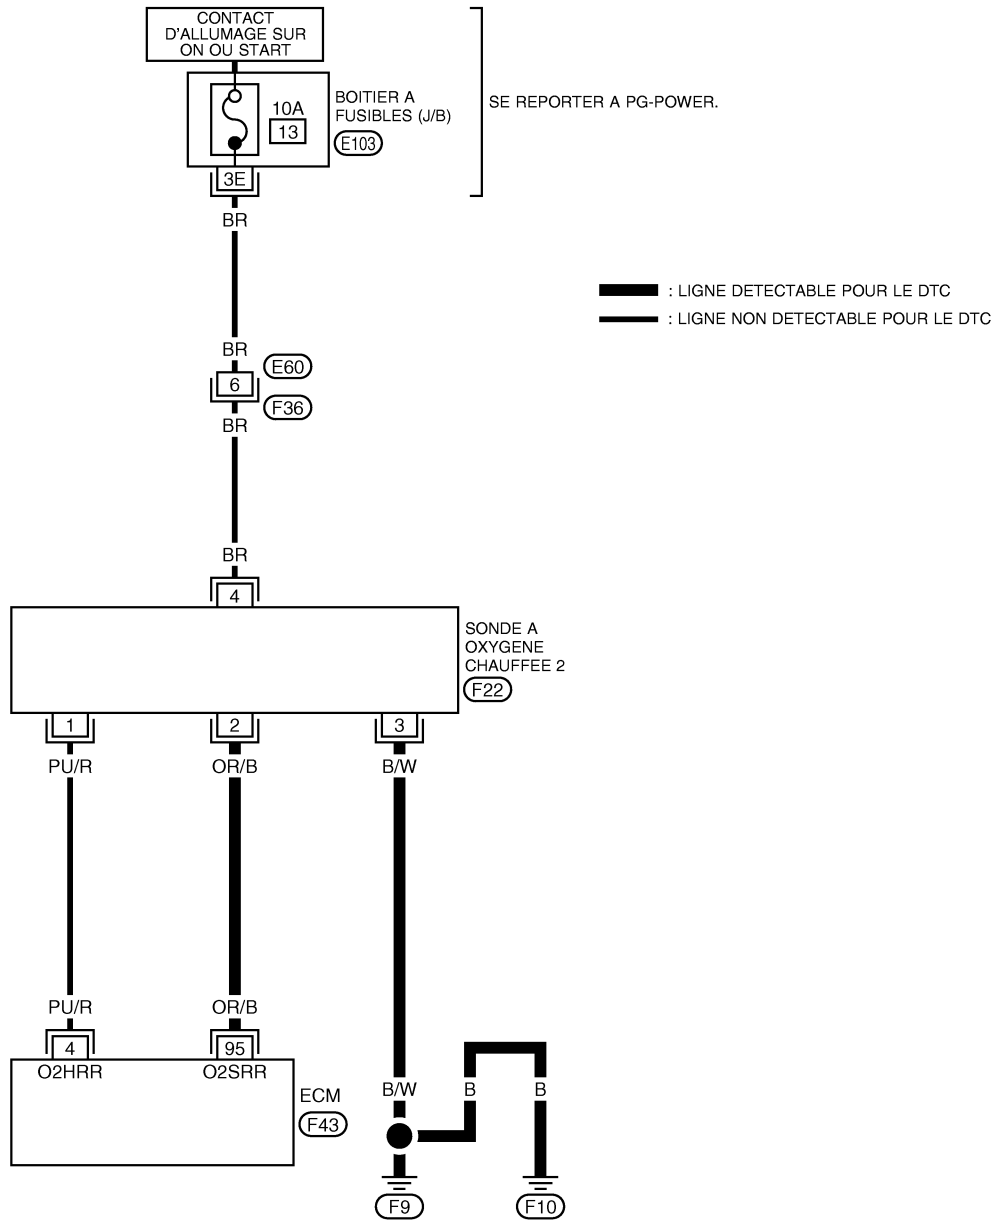 CONTACT
D'ALLUMAGE SUR
ON OU START
BOITIER A
FUSIBLES (J/B)
E103
10A
13
SE REPORTER A PG-POWER.
3E
BR
: LIGNE DETECTABLE POUR LE DTC
: LIGNE NON DETECTABLE POUR LE DTC
BR
E60
6
F36
BR
BR
4
SONDE A
OXYGENE
CHAUFFEE 2
F22
1
2
3
PU/R
OR/B
B/W
PU/R
OR/B
4
95
O2HRR
O2SRR
ECM
F43
B/W
B
B
F9
F10